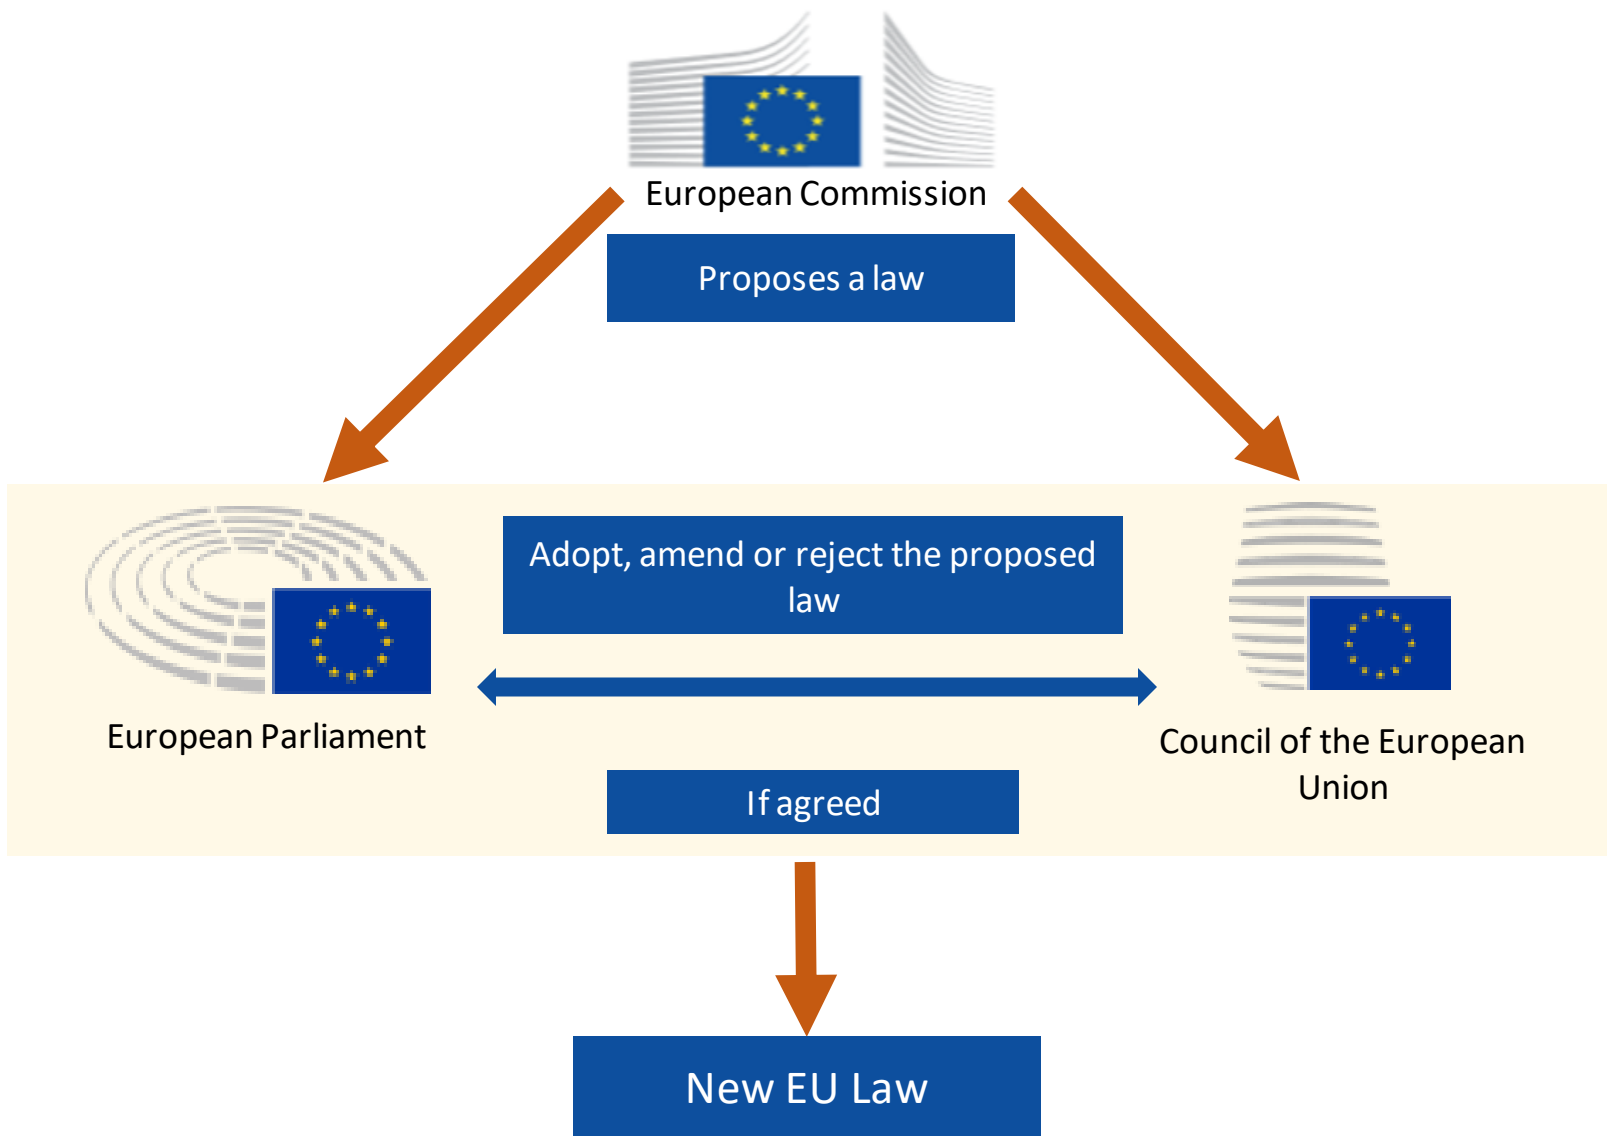 European Commission
Proposes a law
Adopt, amend or reject the proposed
law
European Parliament
Council of the European
Union
If agreed
New EU Law